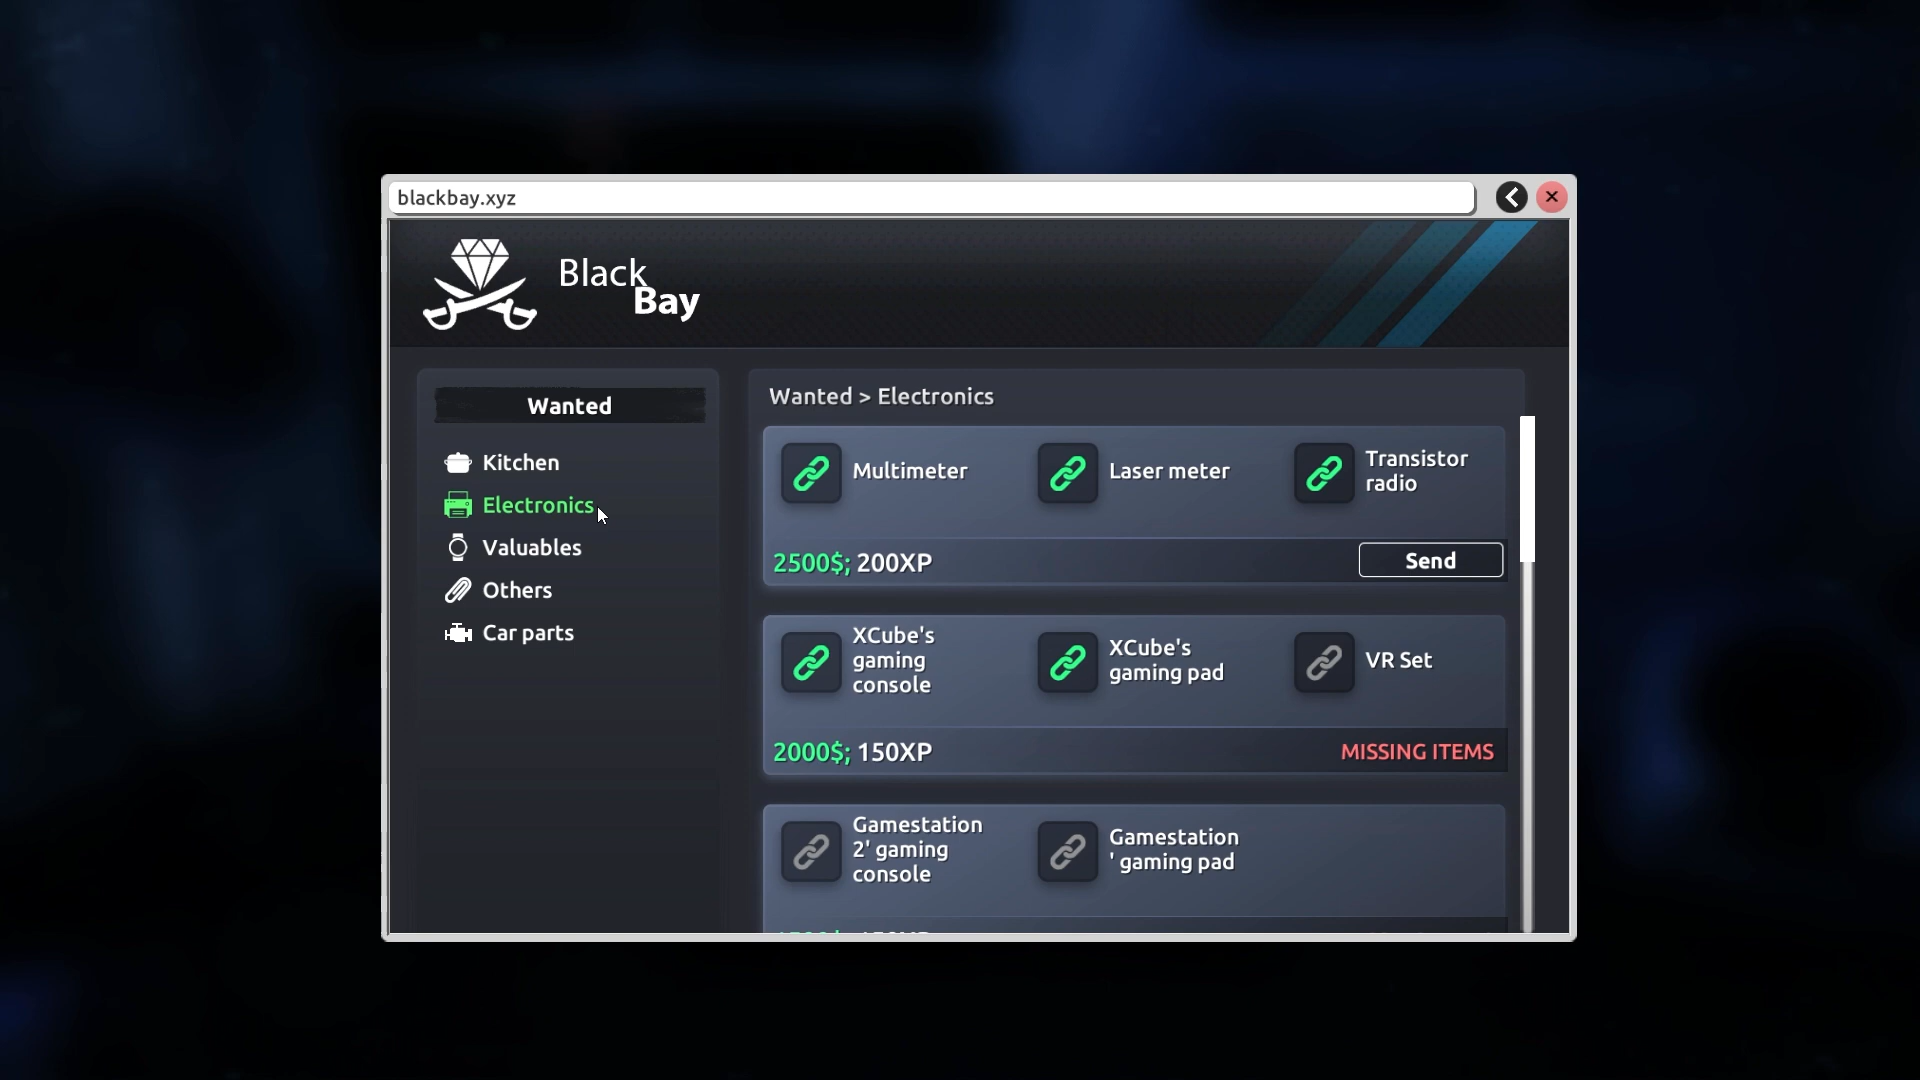 blackbay.xyz
Black
Bay
Wanted
Kitchen
Electronics
Valuables
Others
Car parts
Wanted > Electronics
Multimeter
Laser meter
Transistor
radio
2500$; 200XP
Send
XCube's
gaming
console
XCube's
gaming pad
VR Set
2000$; 150XP
MISSING ITEMS
Gamestation
2' gaming
console
Gamestation
' gaming pad